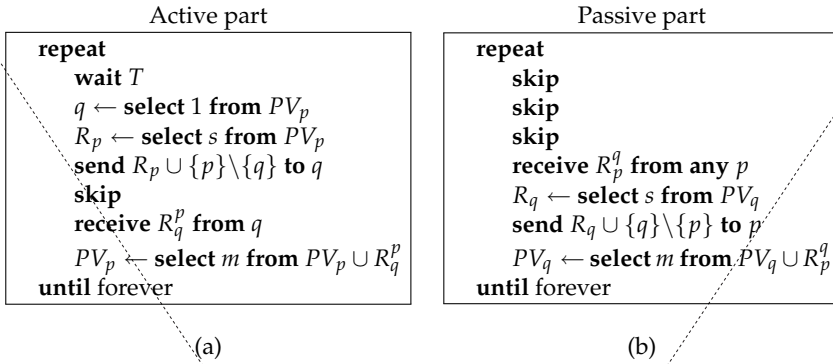 Active part
repeat
wait T
q ← select 1 from PV_p
R_p ← select s from PV_p
send R_p ∪ {p}\{q} to q
skip
receive R_q^p from q
PV_p ← select m from PV_p ∪ R_q^p
until forever
(a)
Passive part
repeat
skip
skip
skip
receive R_p^q from any p
R_q ← select s from PV_q
send R_q ∪ {q}\{p} to p
PV_q ← select m from PV_q ∪ R_p^q
until forever
(b)